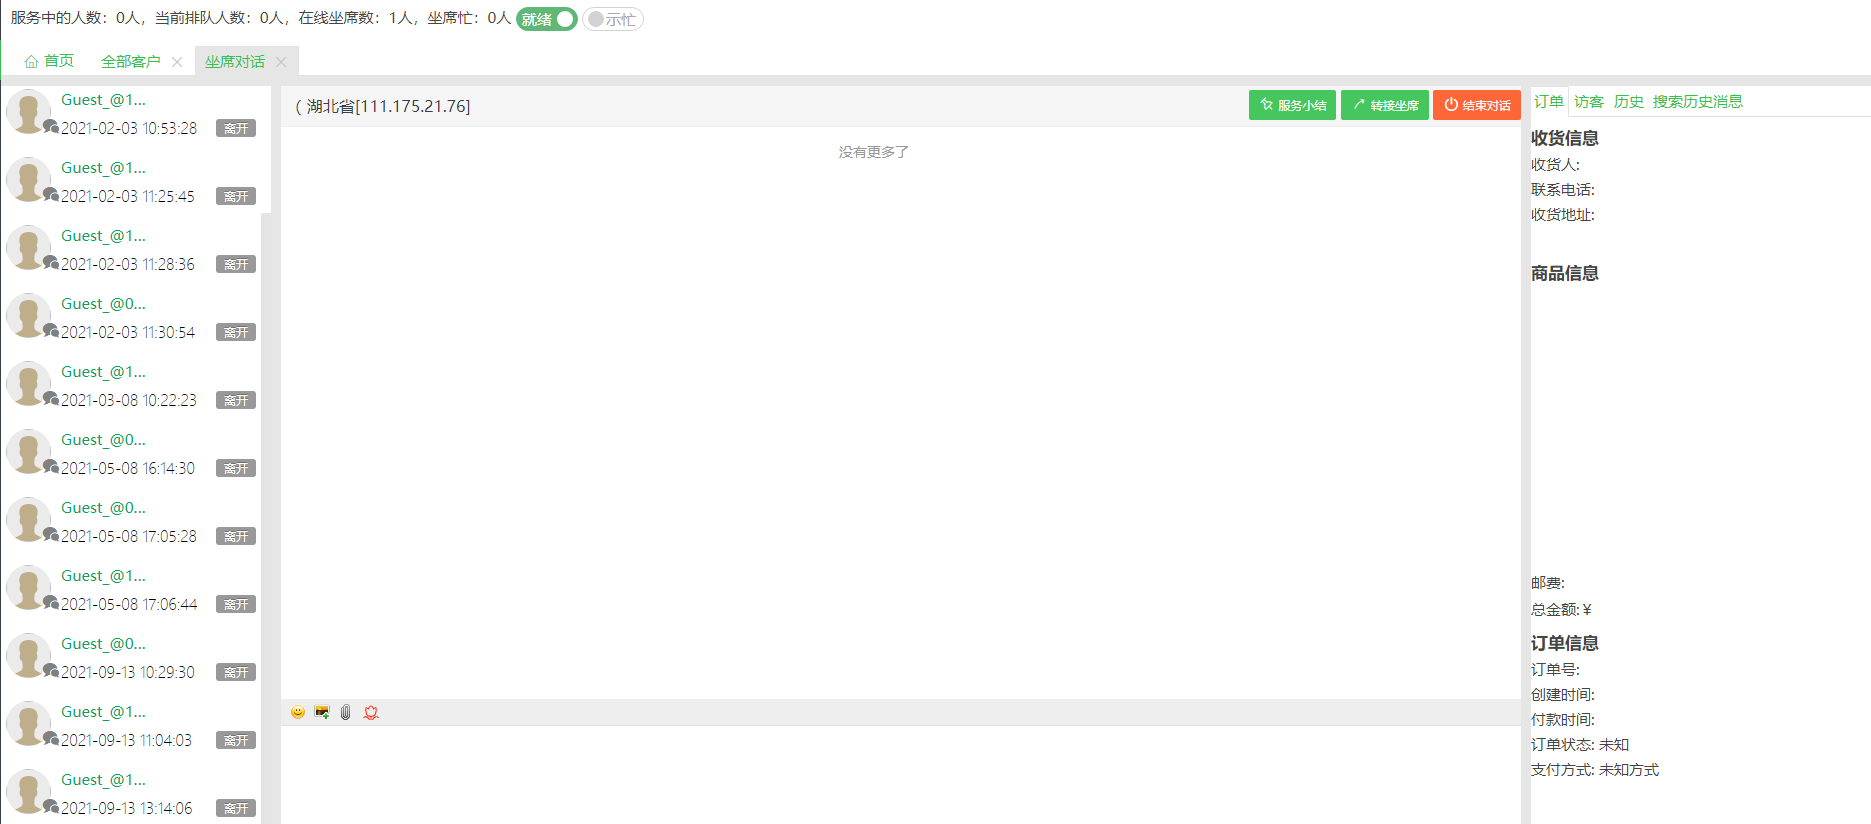 服务中的人数：0人，当前排队人数：0人，在线坐席数：1人，坐席忙：0人 就绪 示忙
首页 全部客户 坐席对话
Guest_@1...
2021-02-03 10:53:28 离开
Guest_@1...
2021-02-03 11:25:45 离开
Guest_@1...
2021-02-03 11:28:36 离开
Guest_@0...
2021-02-03 11:30:54 离开
Guest_@1...
2021-03-08 10:22:23 离开
Guest_@0...
2021-05-08 16:14:30 离开
Guest_@0...
2021-05-08 17:05:28 离开
Guest_@1...
2021-05-08 17:06:44 离开
Guest_@0...
2021-09-13 10:29:30 离开
Guest_@1...
2021-09-13 11:04:03 离开
Guest_@1...
2021-09-13 13:14:06 离开
( 湖北省[111.175.21.76]
服务小结 转接坐席 结束对话
没有更多了
订单 访客 历史 搜索历史消息
收货信息
收货人:
联系电话:
收货地址:
商品信息
邮费:
总金额: ¥
订单信息
订单号:
创建时间:
付款时间:
订单状态: 未知
支付方式: 未知方式